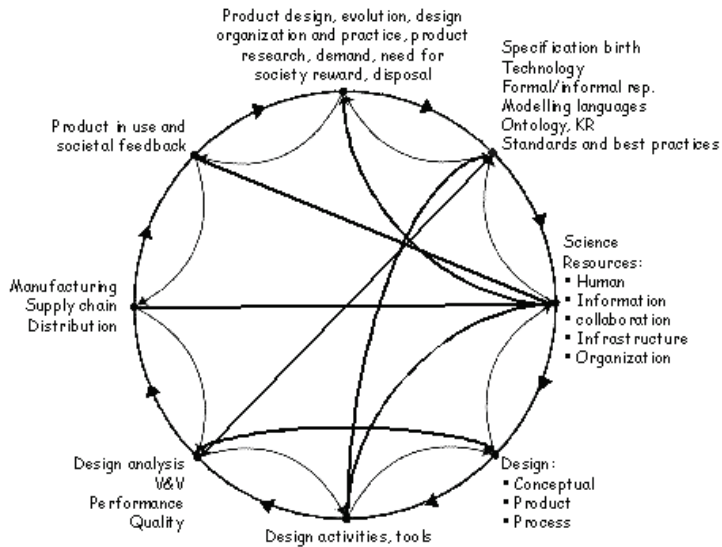 Product design, evolution, design
organization and practice, product
research, demand, need for
society reward, disposal
Specification birth
Technology
Formal/informal rep.
Modelling languages
Ontology, KR
Standards and best practices
Product in use and
societal feedback
Science
Resources:
▪ Human
▪ Information
▪ collaboration
▪ Infrastructure
▪ Organization
Manufacturing
Supply chain
Distribution
Design analysis
V&V
Performance
Quality
Design:
▪ Conceptual
▪ Product
▪ Process
Design activities, tools